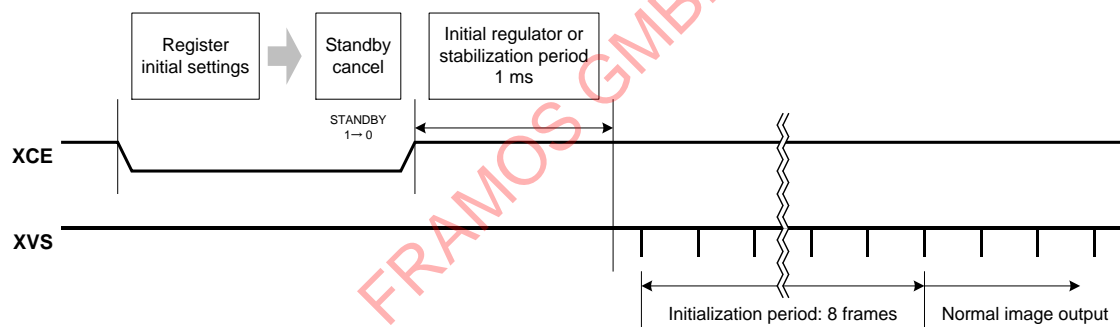 Register
initial settings
Standby
cancel
Initial regulator or
stabilization period
1 ms
STANDBY
1→ 0
XCE
XVS
Initialization period: 8 frames
Normal image output
FRAMOS GMB